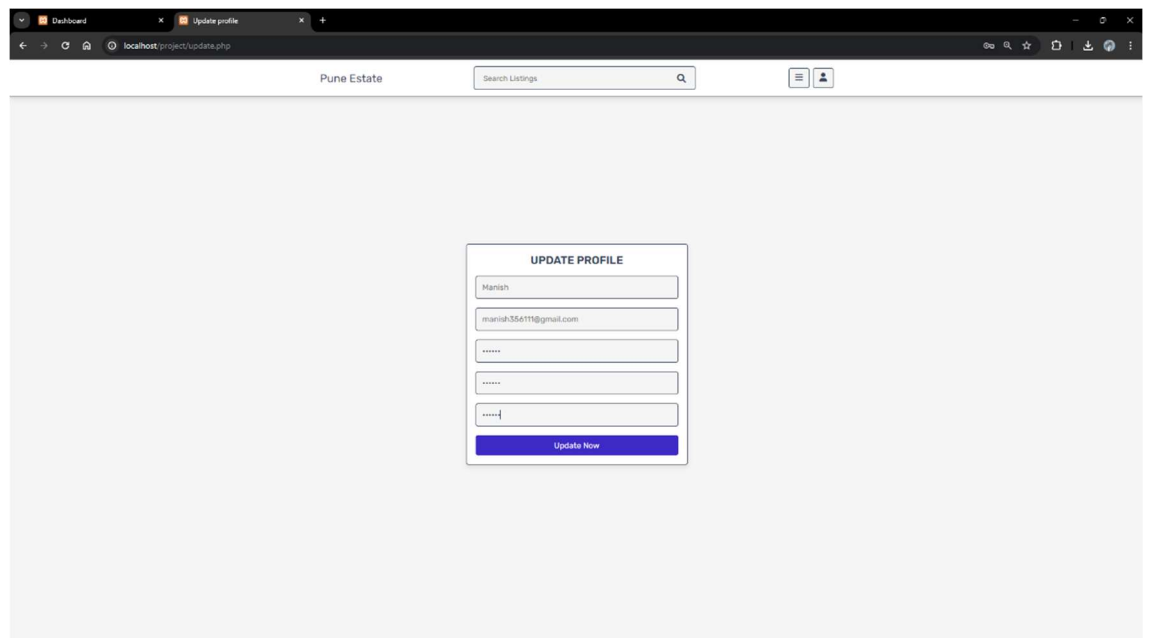 Dashboard
Update profile
localhost/project/update.php
Pune Estate
Search Listings
UPDATE PROFILE
Manish
manish356111@gmail.com
Update Now